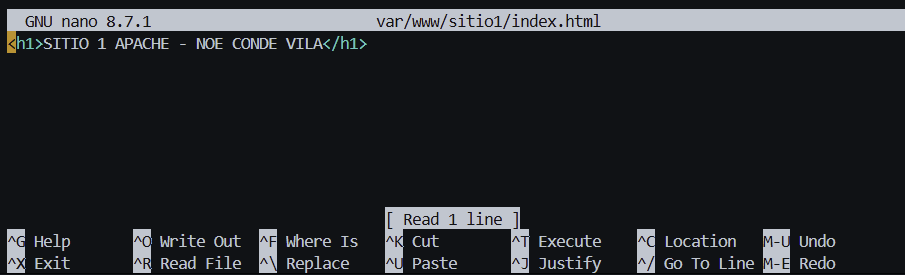 GNU nano 8.7.1 var/www/sitio1/index.html
<h1>SITIO 1 APACHE - NOE CONDE VILA</h1>
[ Read 1 line ]
^G Help ^O Write Out ^F Where Is ^K Cut ^T Execute ^C Location M-U Undo
^X Exit ^R Read File ^\ Replace ^U Paste ^J Justify ^/ Go To Line M-E Redo